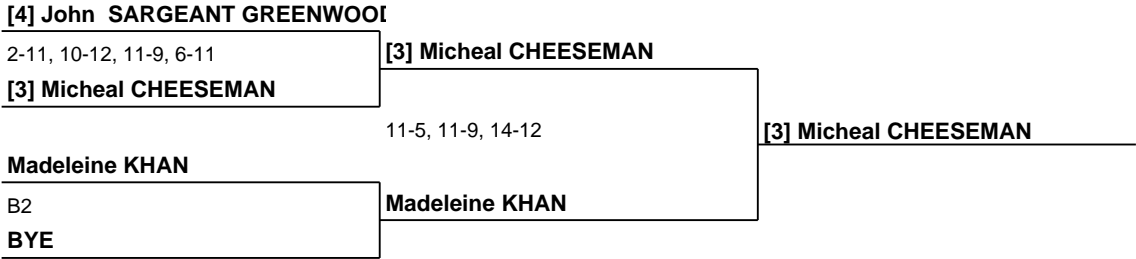 [4] John SARGEANT GREENWOOD
2-11, 10-12, 11-9, 6-11
[3] Micheal CHEESEMAN
[3] Micheal CHEESEMAN
11-5, 11-9, 14-12
[3] Micheal CHEESEMAN
Madeleine KHAN
B2
Madeleine KHAN
BYE